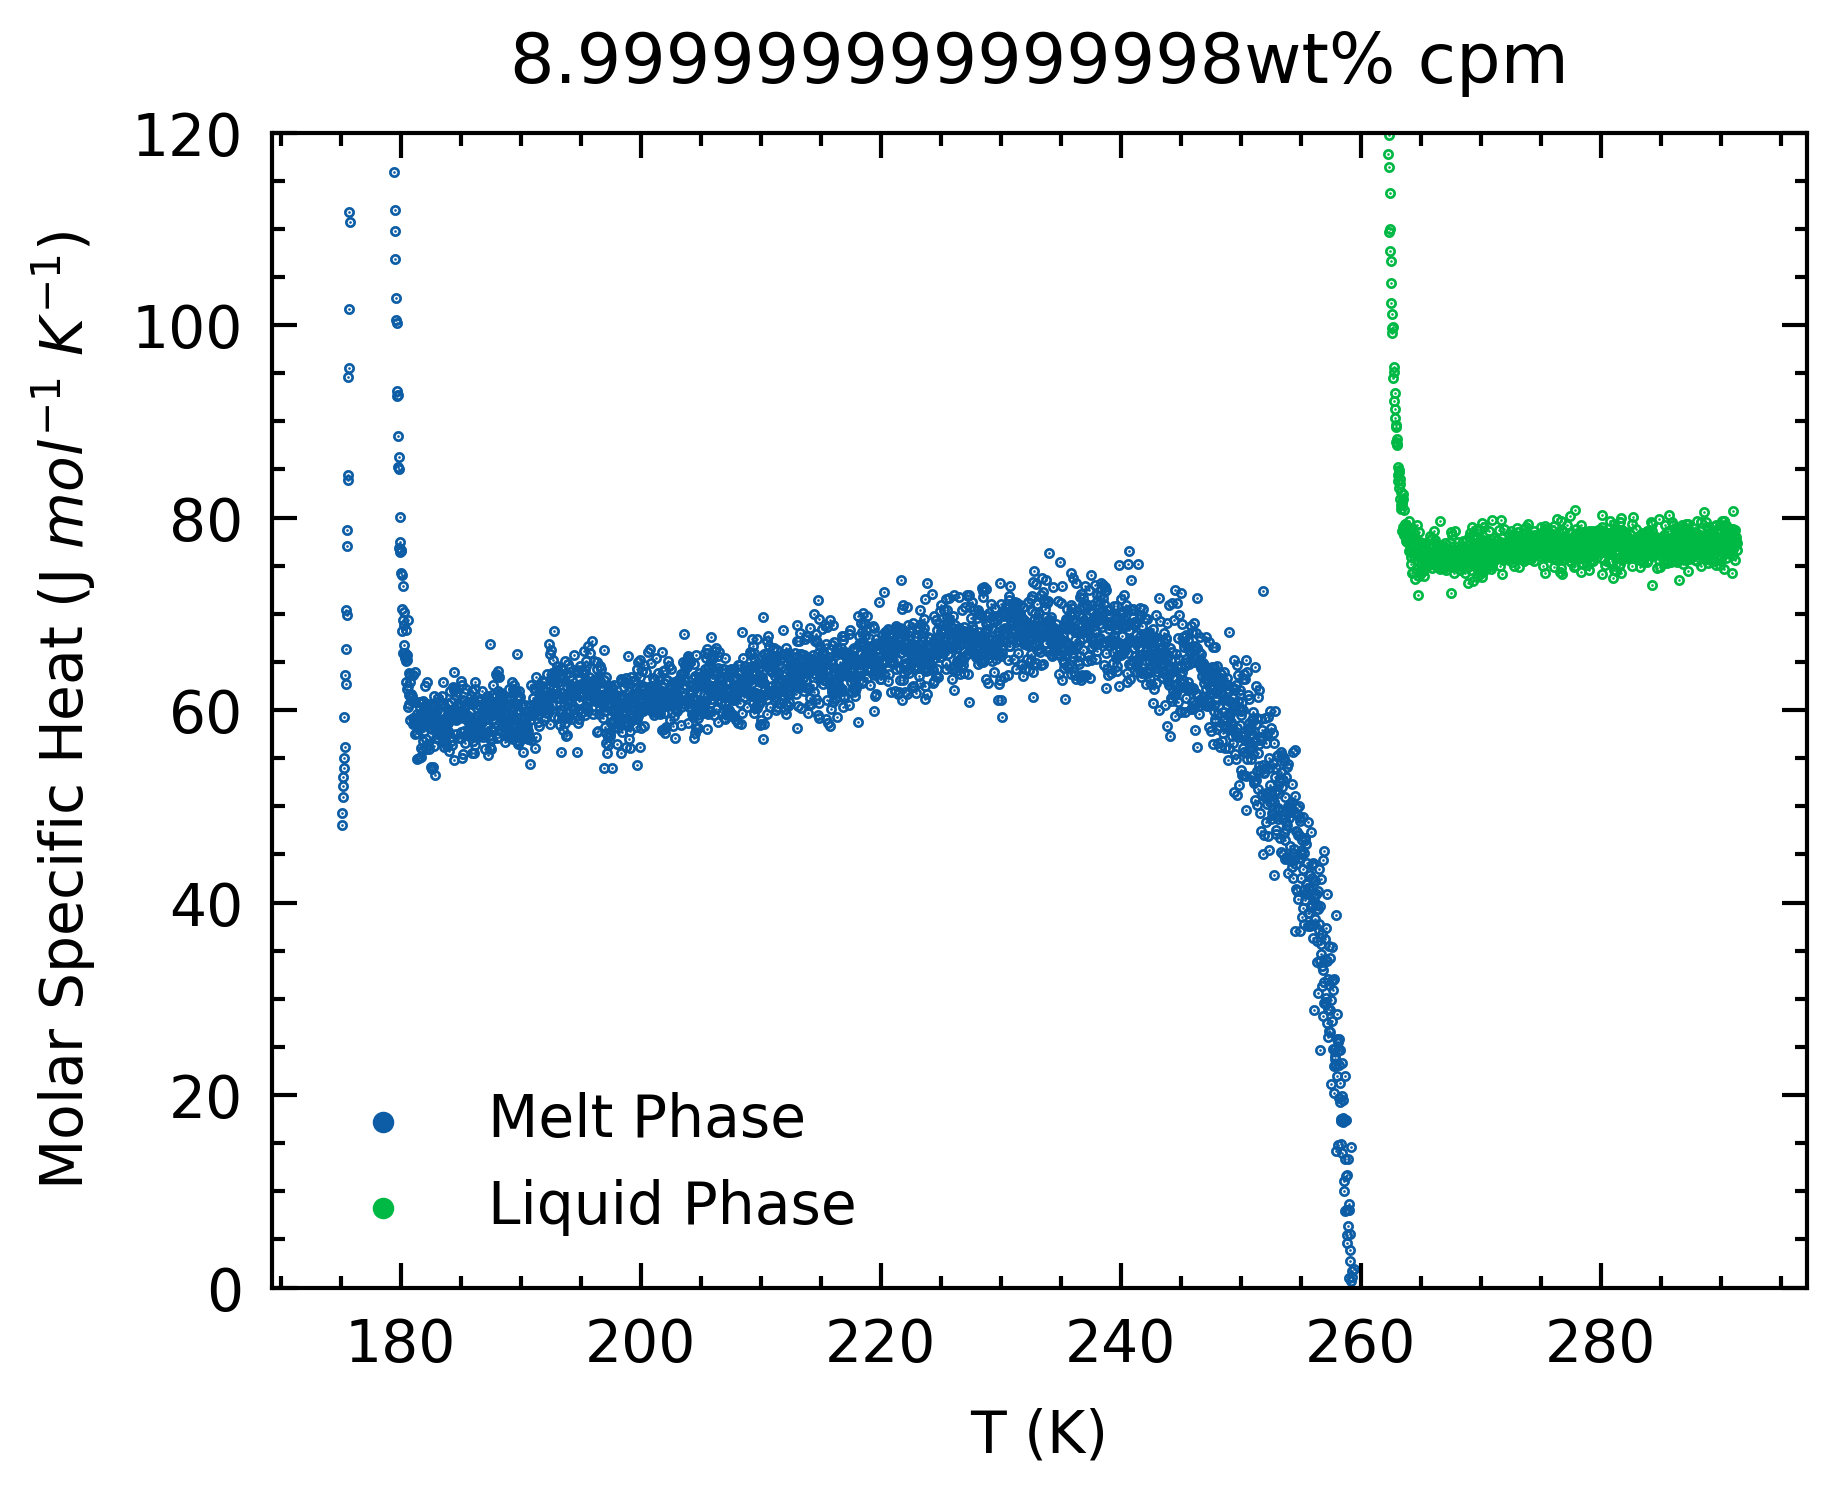 8.999999999999998wt% cpm
Molar Specific Heat (J mol⁻¹ K⁻¹)
120
100
80
60
40
20
0
Melt Phase
Liquid Phase
180 200 220 240 260 280
T (K)